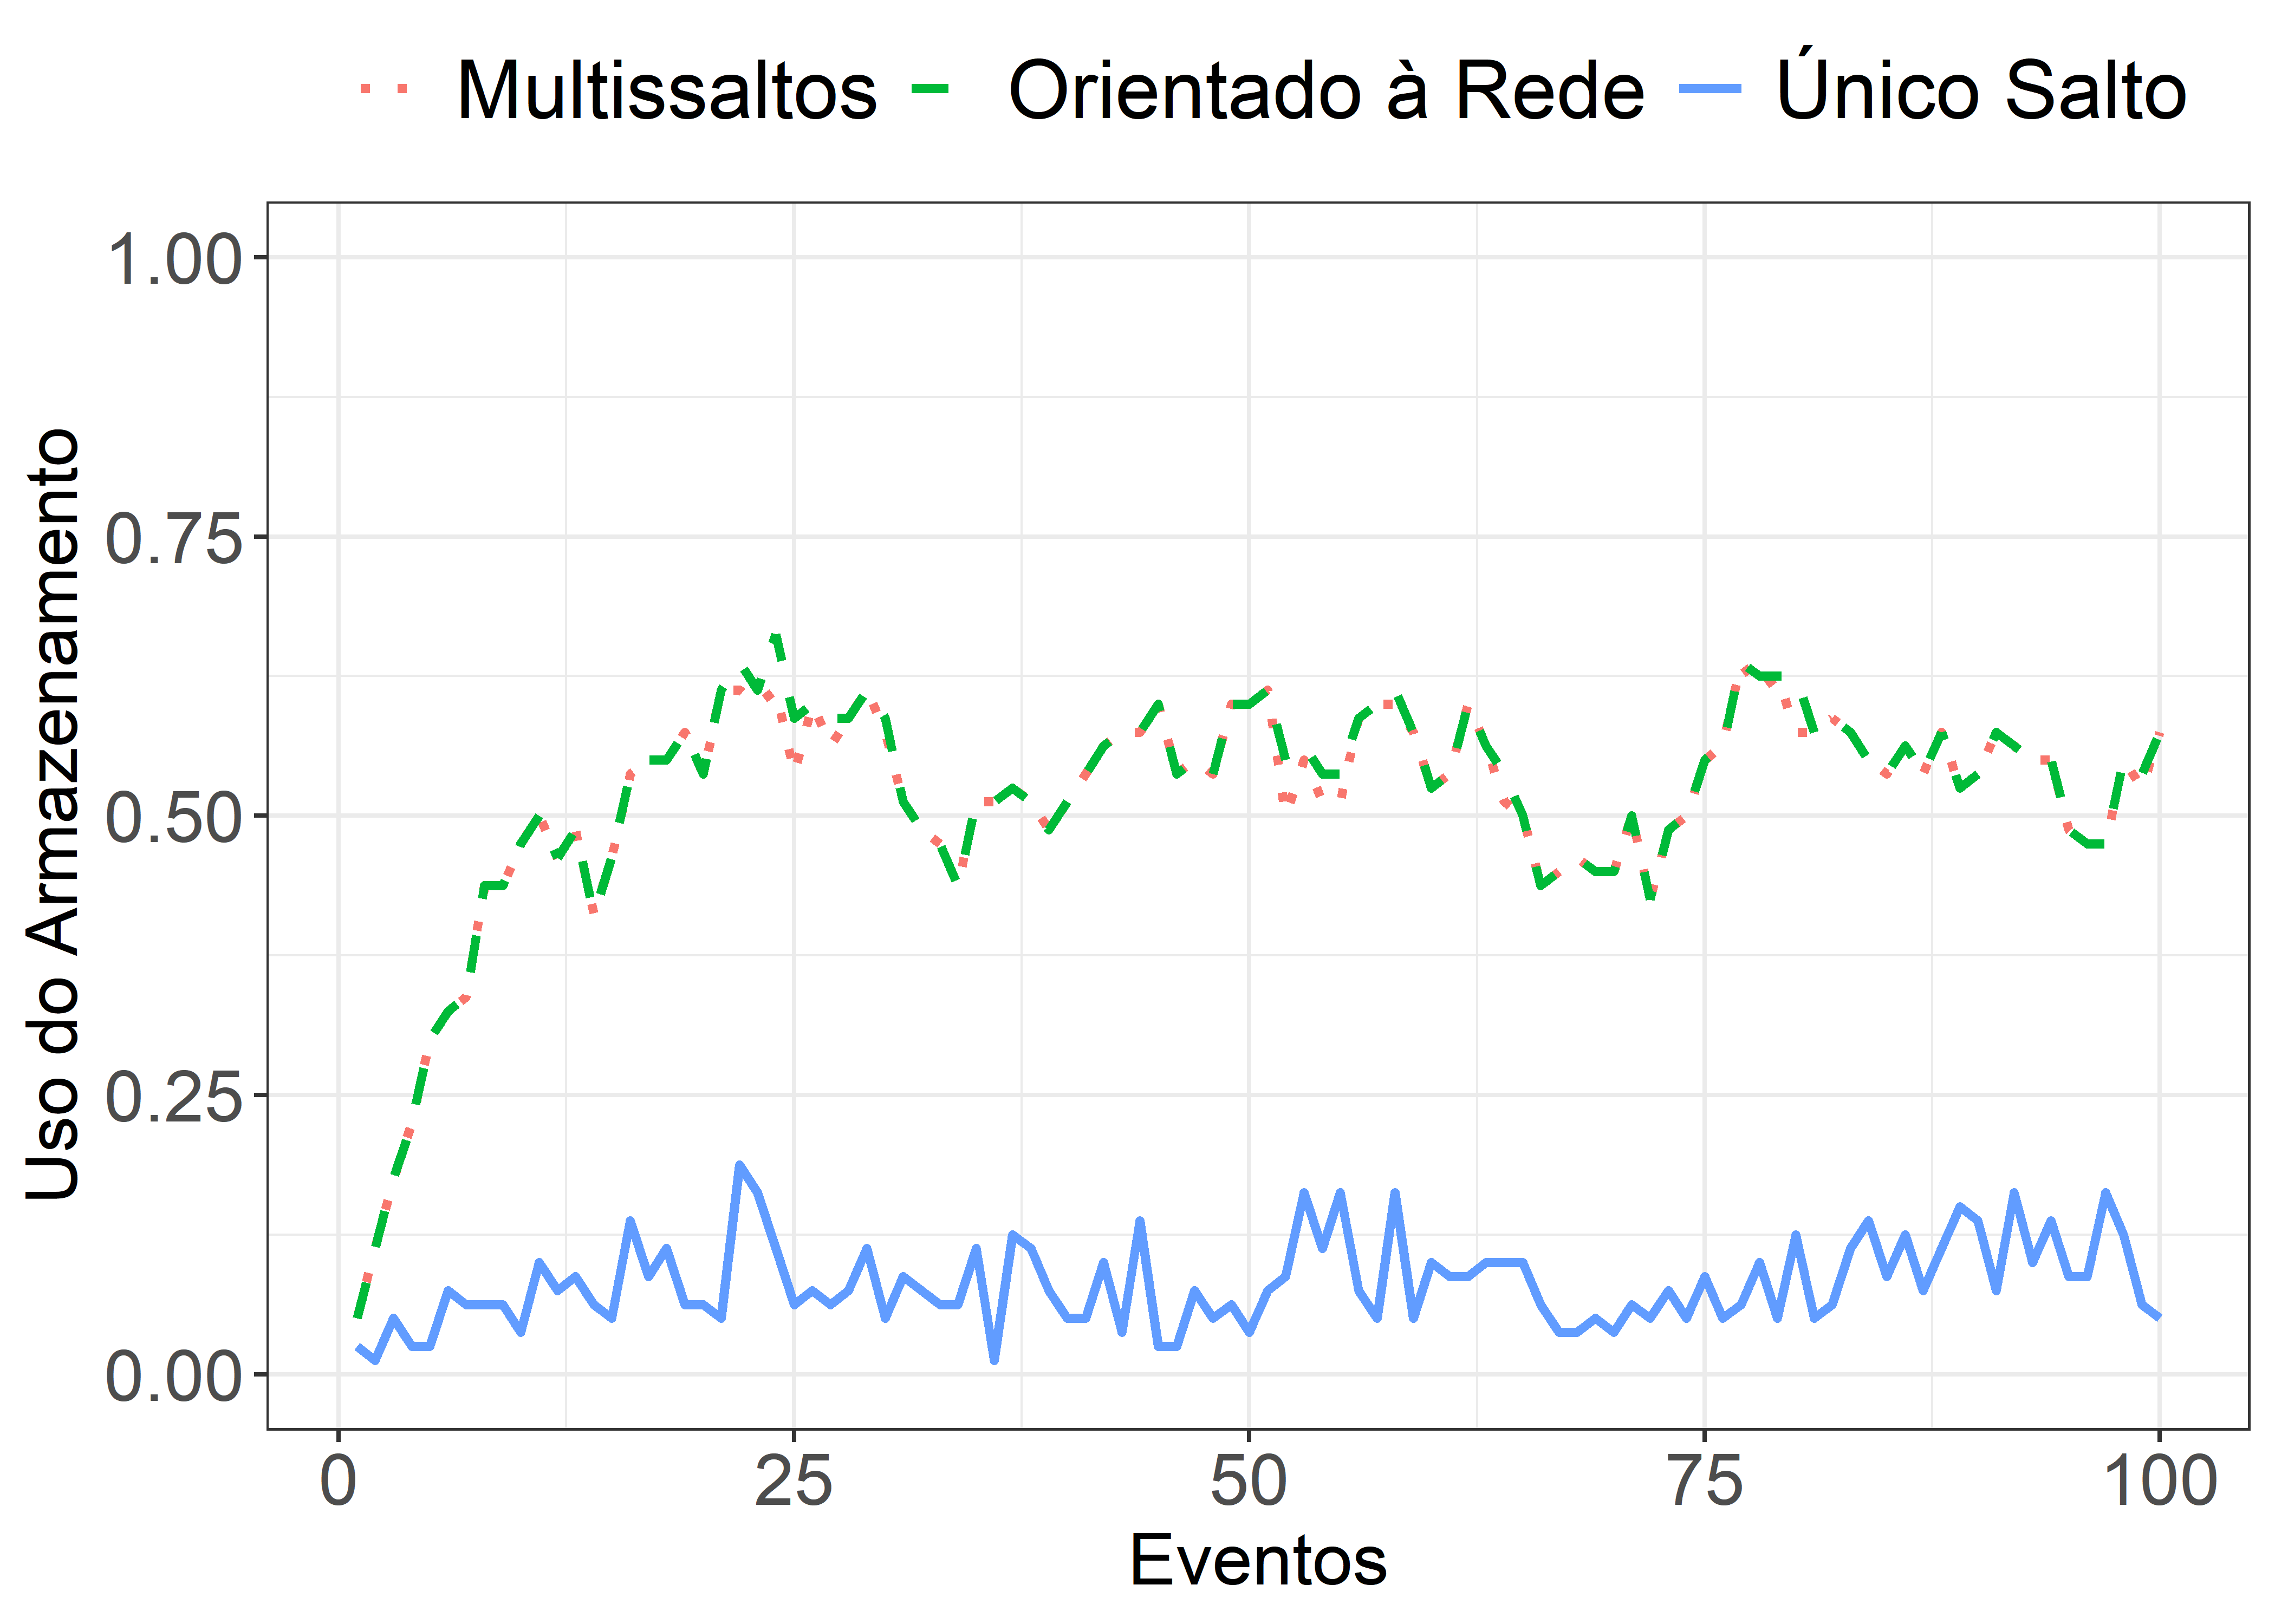 Multissaltos Orientado à Rede Único Salto
Uso do Armazenamento
1.00
0.75
0.50
0.25
0.00
0 25 50 75 100
Eventos